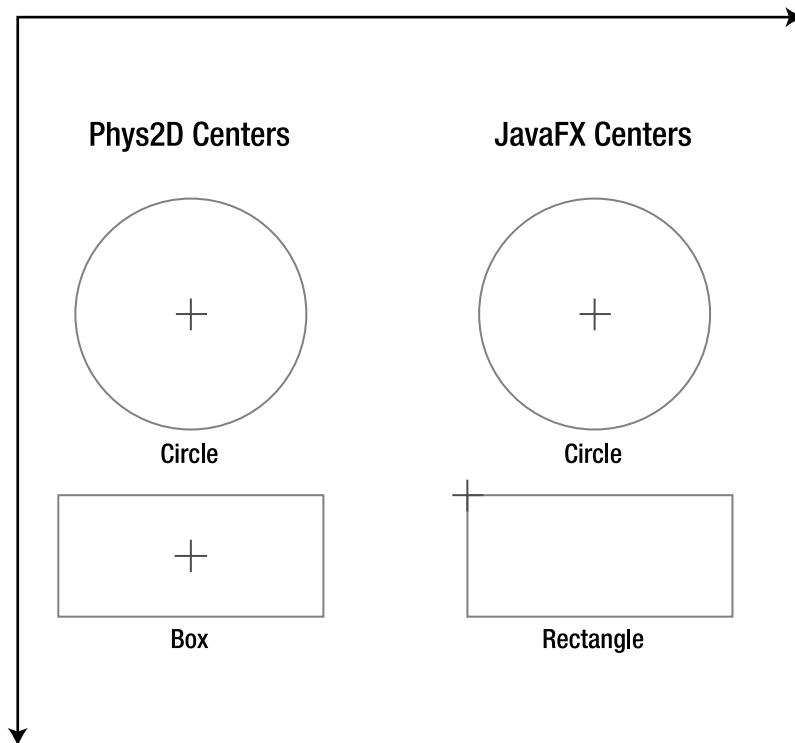 Phys2D Centers
JavaFX Centers
Circle
Circle
Box
Rectangle